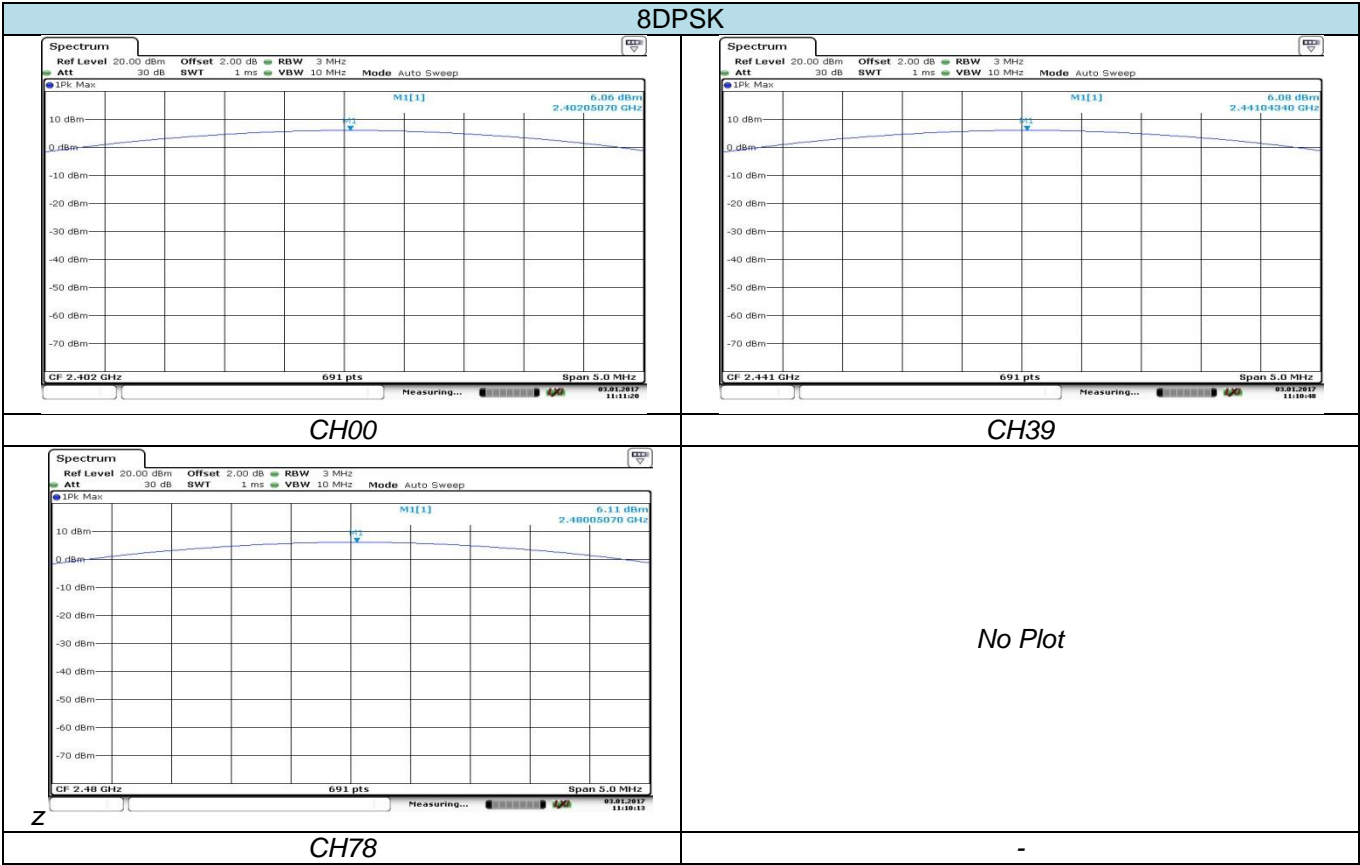 8DPSK
Spectrum
Ref Level 20.00 dBm Offset 2.00 dB RBW 3 MHz
Att 30 dB SWT 1 ms VBW 10 MHz Mode Auto Sweep
1Pk Max
M1[1] 6.06 dBm
2.40205070 GHz
M1
10 dBm
0 dBm
-10 dBm
-20 dBm
-30 dBm
-40 dBm
-50 dBm
-60 dBm
-70 dBm
CF 2.402 GHz 691 pts Span 5.0 MHz
Measuring... 03.01.2017
11:11:20
Spectrum
Ref Level 20.00 dBm Offset 2.00 dB RBW 3 MHz
Att 30 dB SWT 1 ms VBW 10 MHz Mode Auto Sweep
1Pk Max
M1[1] 6.08 dBm
2.44104340 GHz
M1
10 dBm
0 dBm
-10 dBm
-20 dBm
-30 dBm
-40 dBm
-50 dBm
-60 dBm
-70 dBm
CF 2.441 GHz 691 pts Span 5.0 MHz
Measuring... 03.01.2017
11:10:48
CH00 CH39
Spectrum
Ref Level 20.00 dBm Offset 2.00 dB RBW 3 MHz
Att 30 dB SWT 1 ms VBW 10 MHz Mode Auto Sweep
1Pk Max
M1[1] 6.11 dBm
2.48005070 GHz
M1
10 dBm
0 dBm
-10 dBm
-20 dBm
-30 dBm
-40 dBm
-50 dBm
-60 dBm
-70 dBm
CF 2.48 GHz 691 pts Span 5.0 MHz
Measuring... 03.01.2017
11:10:13
z
No Plot
CH78 -